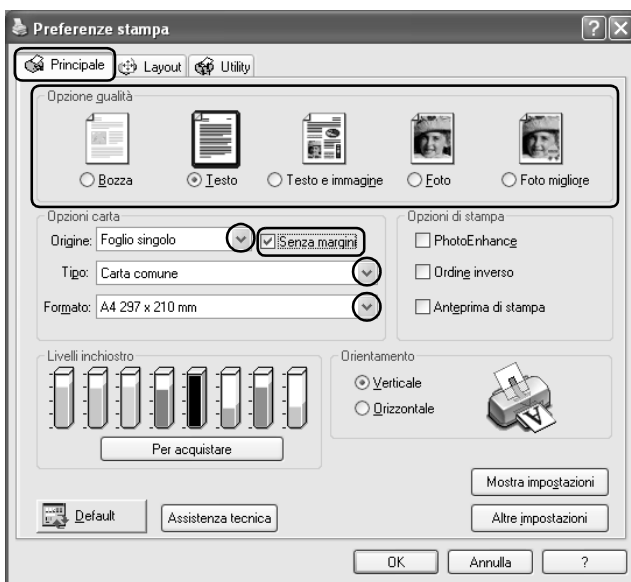 Preferenze stampa
Principale Layout Utility
Opzione qualità
Bozza Testo Testo e immagine Foto Foto migliore
Opzioni carta
Origine: Foglio singolo Senza margini
Tipo: Carta comune
Formato: A4 297 x 210 mm
Opzioni di stampa
PhotoEnhance
Ordine inverso
Anteprima di stampa
Livelli inchiostro
Per acquistare
Orientamento
Verticale
Orizzontale
A
Mostra impostazioni
Default Assistenza tecnica Altre impostazioni
OK Annulla ?